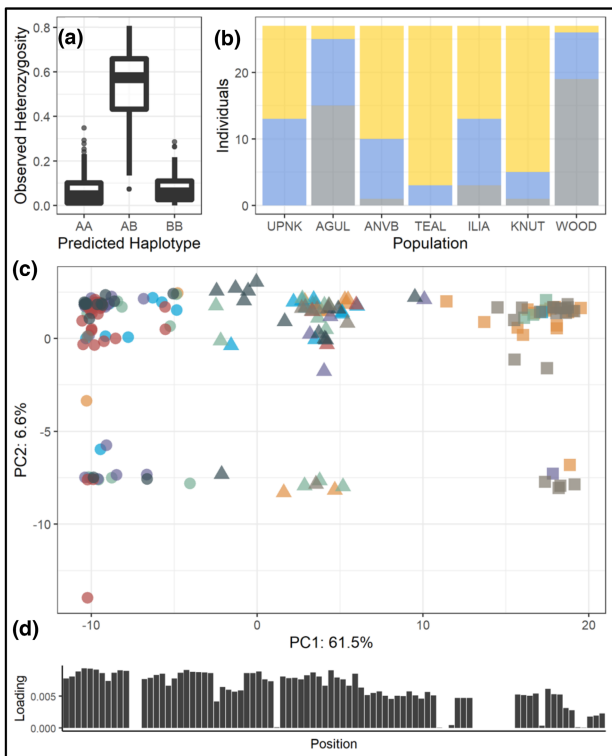 (a)
Observed Heterozygosity
0.8
0.6
0.4
0.2
0.0
AA AB BB
Predicted Haplotype
(b)
Individuals
20
10
0
UPNK AGUL ANVB TEAL ILIA KNUT WOOD
Population
(c)
PC2: 6.6%
0
-5
-10
-10 0 10 20
PC1: 61.5%
(d)
Loading
0.005
0.000
Position